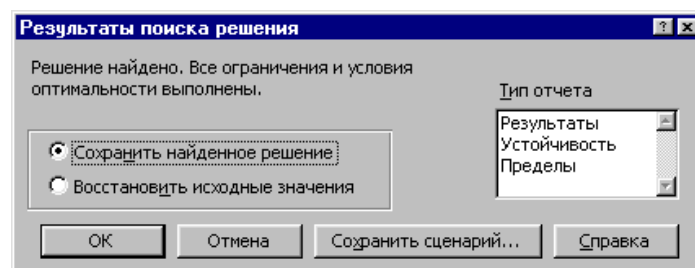 Результаты поиска решения
Решение найдено. Все ограничения и условия
оптимальности выполнены.
Тип отчета
Результаты
Устойчивость
Пределы
Сохранить найденное решение
Восстановить исходные значения
ОК
Отмена
Сохранить сценарий...
Справка